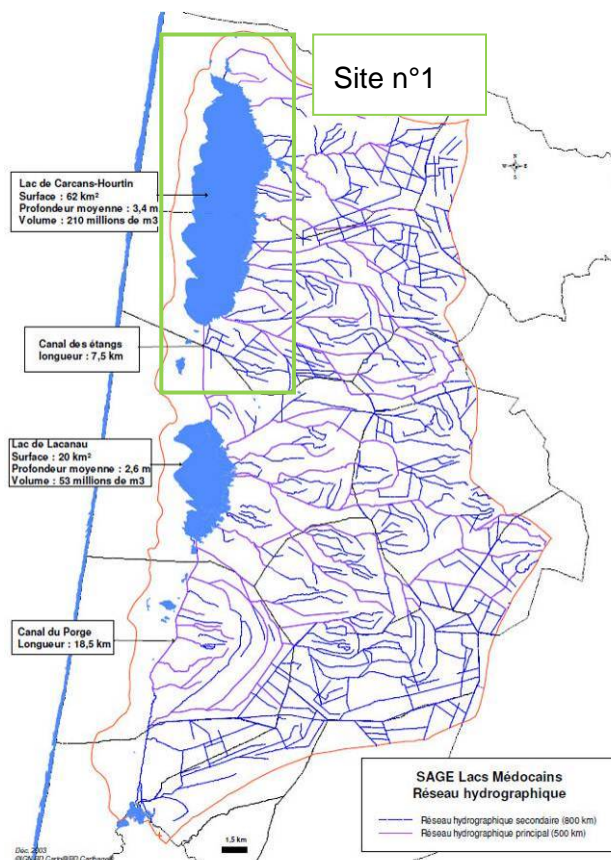 Site n°1
Lac de Carcans-Hourtin
Surface : 62 km²
Profondeur moyenne : 3,4 m
Volume : 210 millions de m3
Canal des étangs
longueur : 7,5 km
Lac de Lacanau
Surface : 20 km²
Profondeur moyenne : 2,6 m
Volume : 53 millions de m3
Canal du Porge
Longueur : 18,5 km
SAGE Lacs Médocains
Réseau hydrographique
Réseau hydrographique secondaire (800 km)
Réseau hydrographique principal (500 km)
Déc. 2003
1,5 km